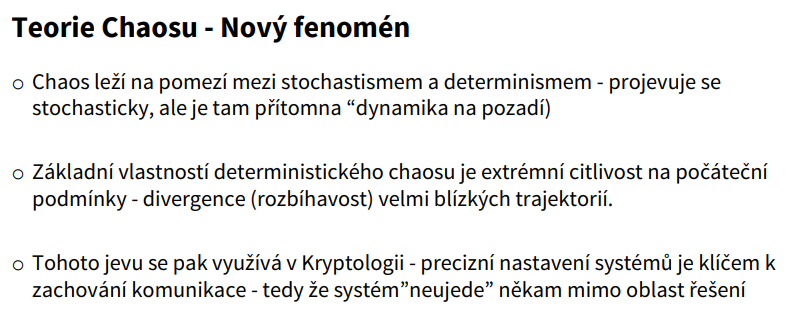 Teorie Chaosu - Nový fenomén
○ Chaos leží na pomezí mezi stochastismem a determinismem - projevuje se
stochasticky, ale je tam přítomna “dynamika na pozadí)
○ Základní vlastností deterministického chaosu je extrémní citlivost na počáteční
podmínky - divergence (rozbíhavost) velmi blízkých trajektorií.
○ Tohoto jevu se pak využívá v Kryptologii - precizní nastavení systémů je klíčem k
zachování komunikace - tedy že systém”neujede” někam mimo oblast řešení